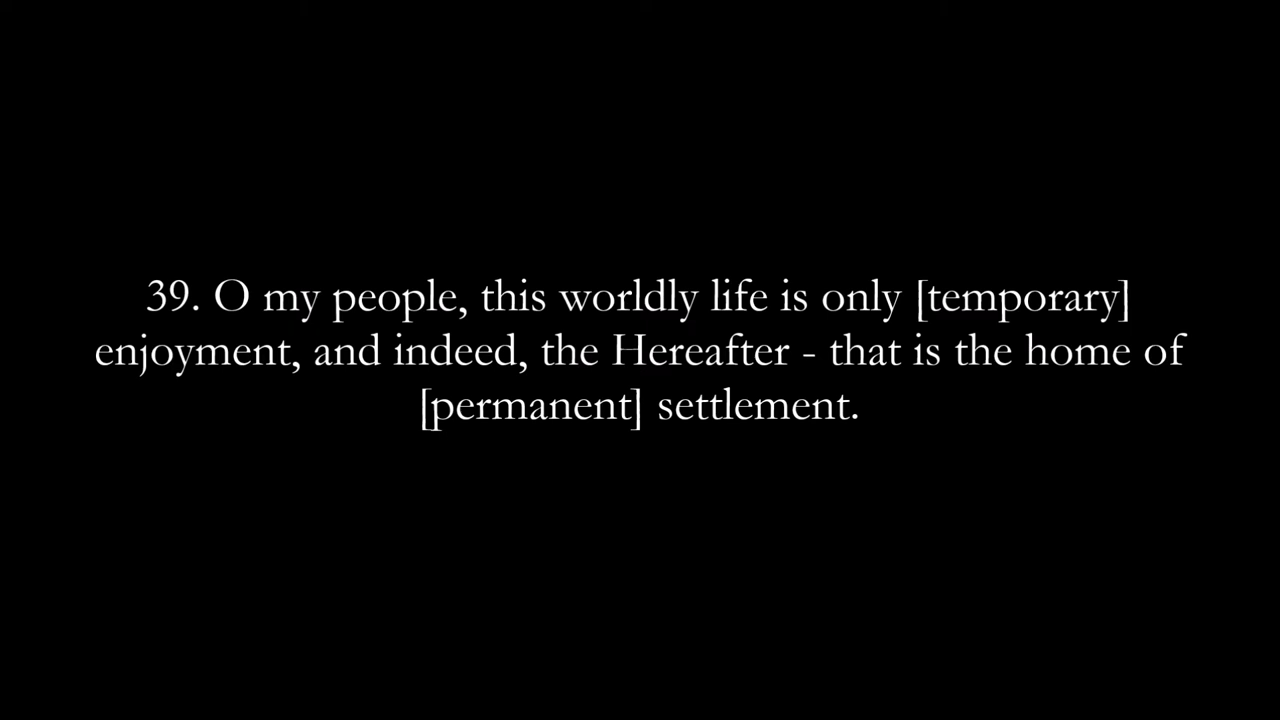 39. O my people, this worldly life is only [temporary]
enjoyment, and indeed, the Hereafter - that is the home of
[permanent] settlement.